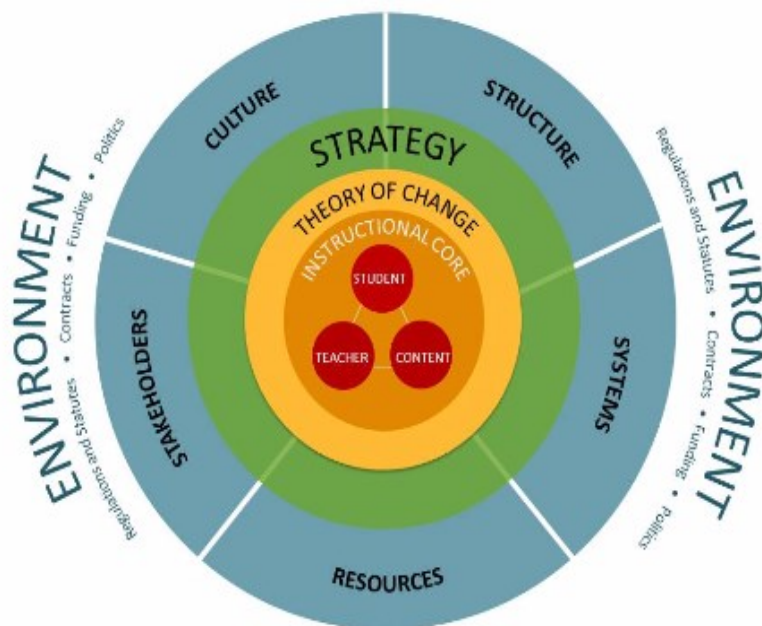 CULTURE
STRUCTURE
STRATEGY
THEORY OF CHANGE
INSTRUCTIONAL CORE
STUDENT
TEACHER
CONTENT
STAKEHOLDERS
SYSTEMS
RESOURCES
ENVIRONMENT
Regulations and Statutes • Contracts • Funding • Politics
ENVIRONMENT
Regulations and Statutes • Contracts • Funding • Politics